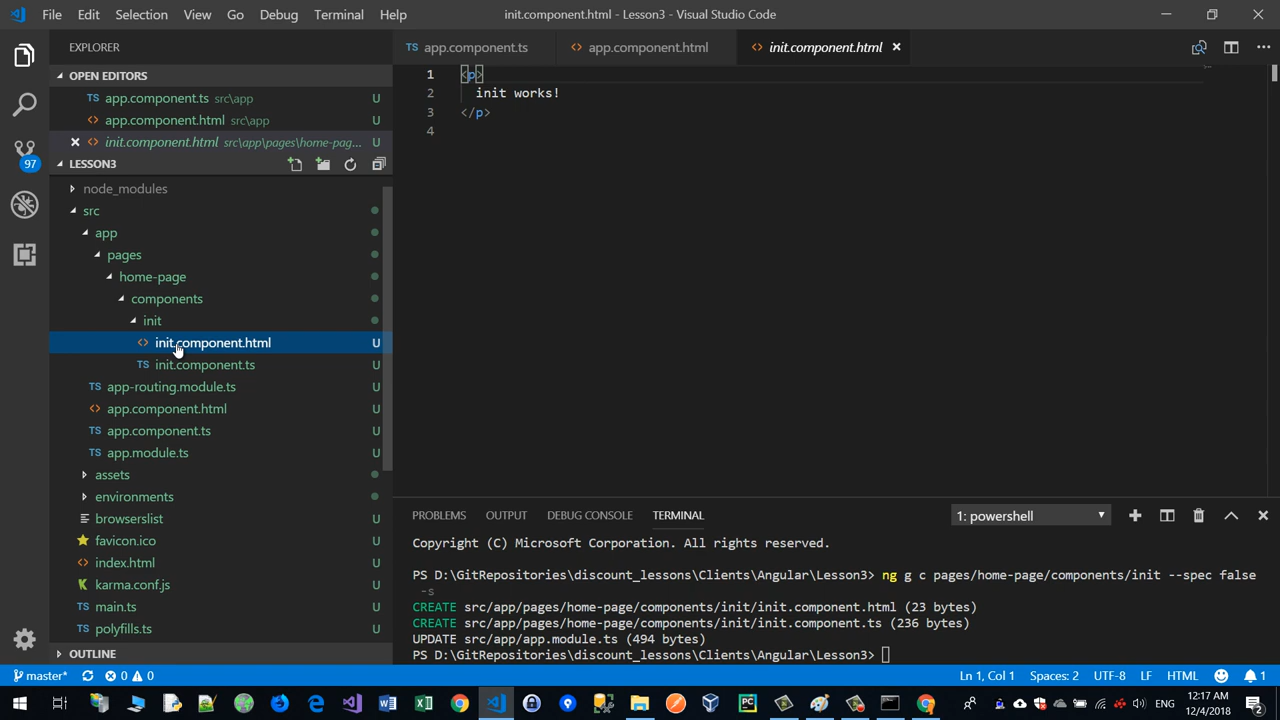 File Edit Selection View Go Debug Terminal Help init.component.html - Lesson3 - Visual Studio Code
EXPLORER
OPEN EDITORS
TS app.component.ts src\app U
<> app.component.html src\app U
<> init.component.html src\app\pages\home-pag... U
LESSON3
node_modules
src
app
pages
home-page
components
init
<> init.component.html U
TS init.component.ts U
TS app-routing.module.ts U
<> app.component.html U
TS app.component.ts U
TS app.module.ts U
assets
environments
browserslist U
favicon.ico U
<> index.html U
karma.conf.js U
TS main.ts U
TS polyfills.ts U
OUTLINE
97
TS app.component.ts <> app.component.html <> init.component.html
1 <p>
2 init works!
3 </p>
4
PROBLEMS OUTPUT DEBUG CONSOLE TERMINAL 1: powershell
Copyright (C) Microsoft Corporation. All rights reserved.
PS D:\GitRepositories\discount_lessons\Clients\Angular\Lesson3> ng g c pages/home-page/components/init --spec false
-s
CREATE src/app/pages/home-page/components/init/init.component.html (23 bytes)
CREATE src/app/pages/home-page/components/init/init.component.ts (236 bytes)
UPDATE src/app/app.module.ts (494 bytes)
PS D:\GitRepositories\discount_lessons\Clients\Angular\Lesson3>
master* 0 0 Ln 1, Col 1 Spaces: 2 UTF-8 LF HTML 1
ENG 12:17 AM
12/4/2018 2